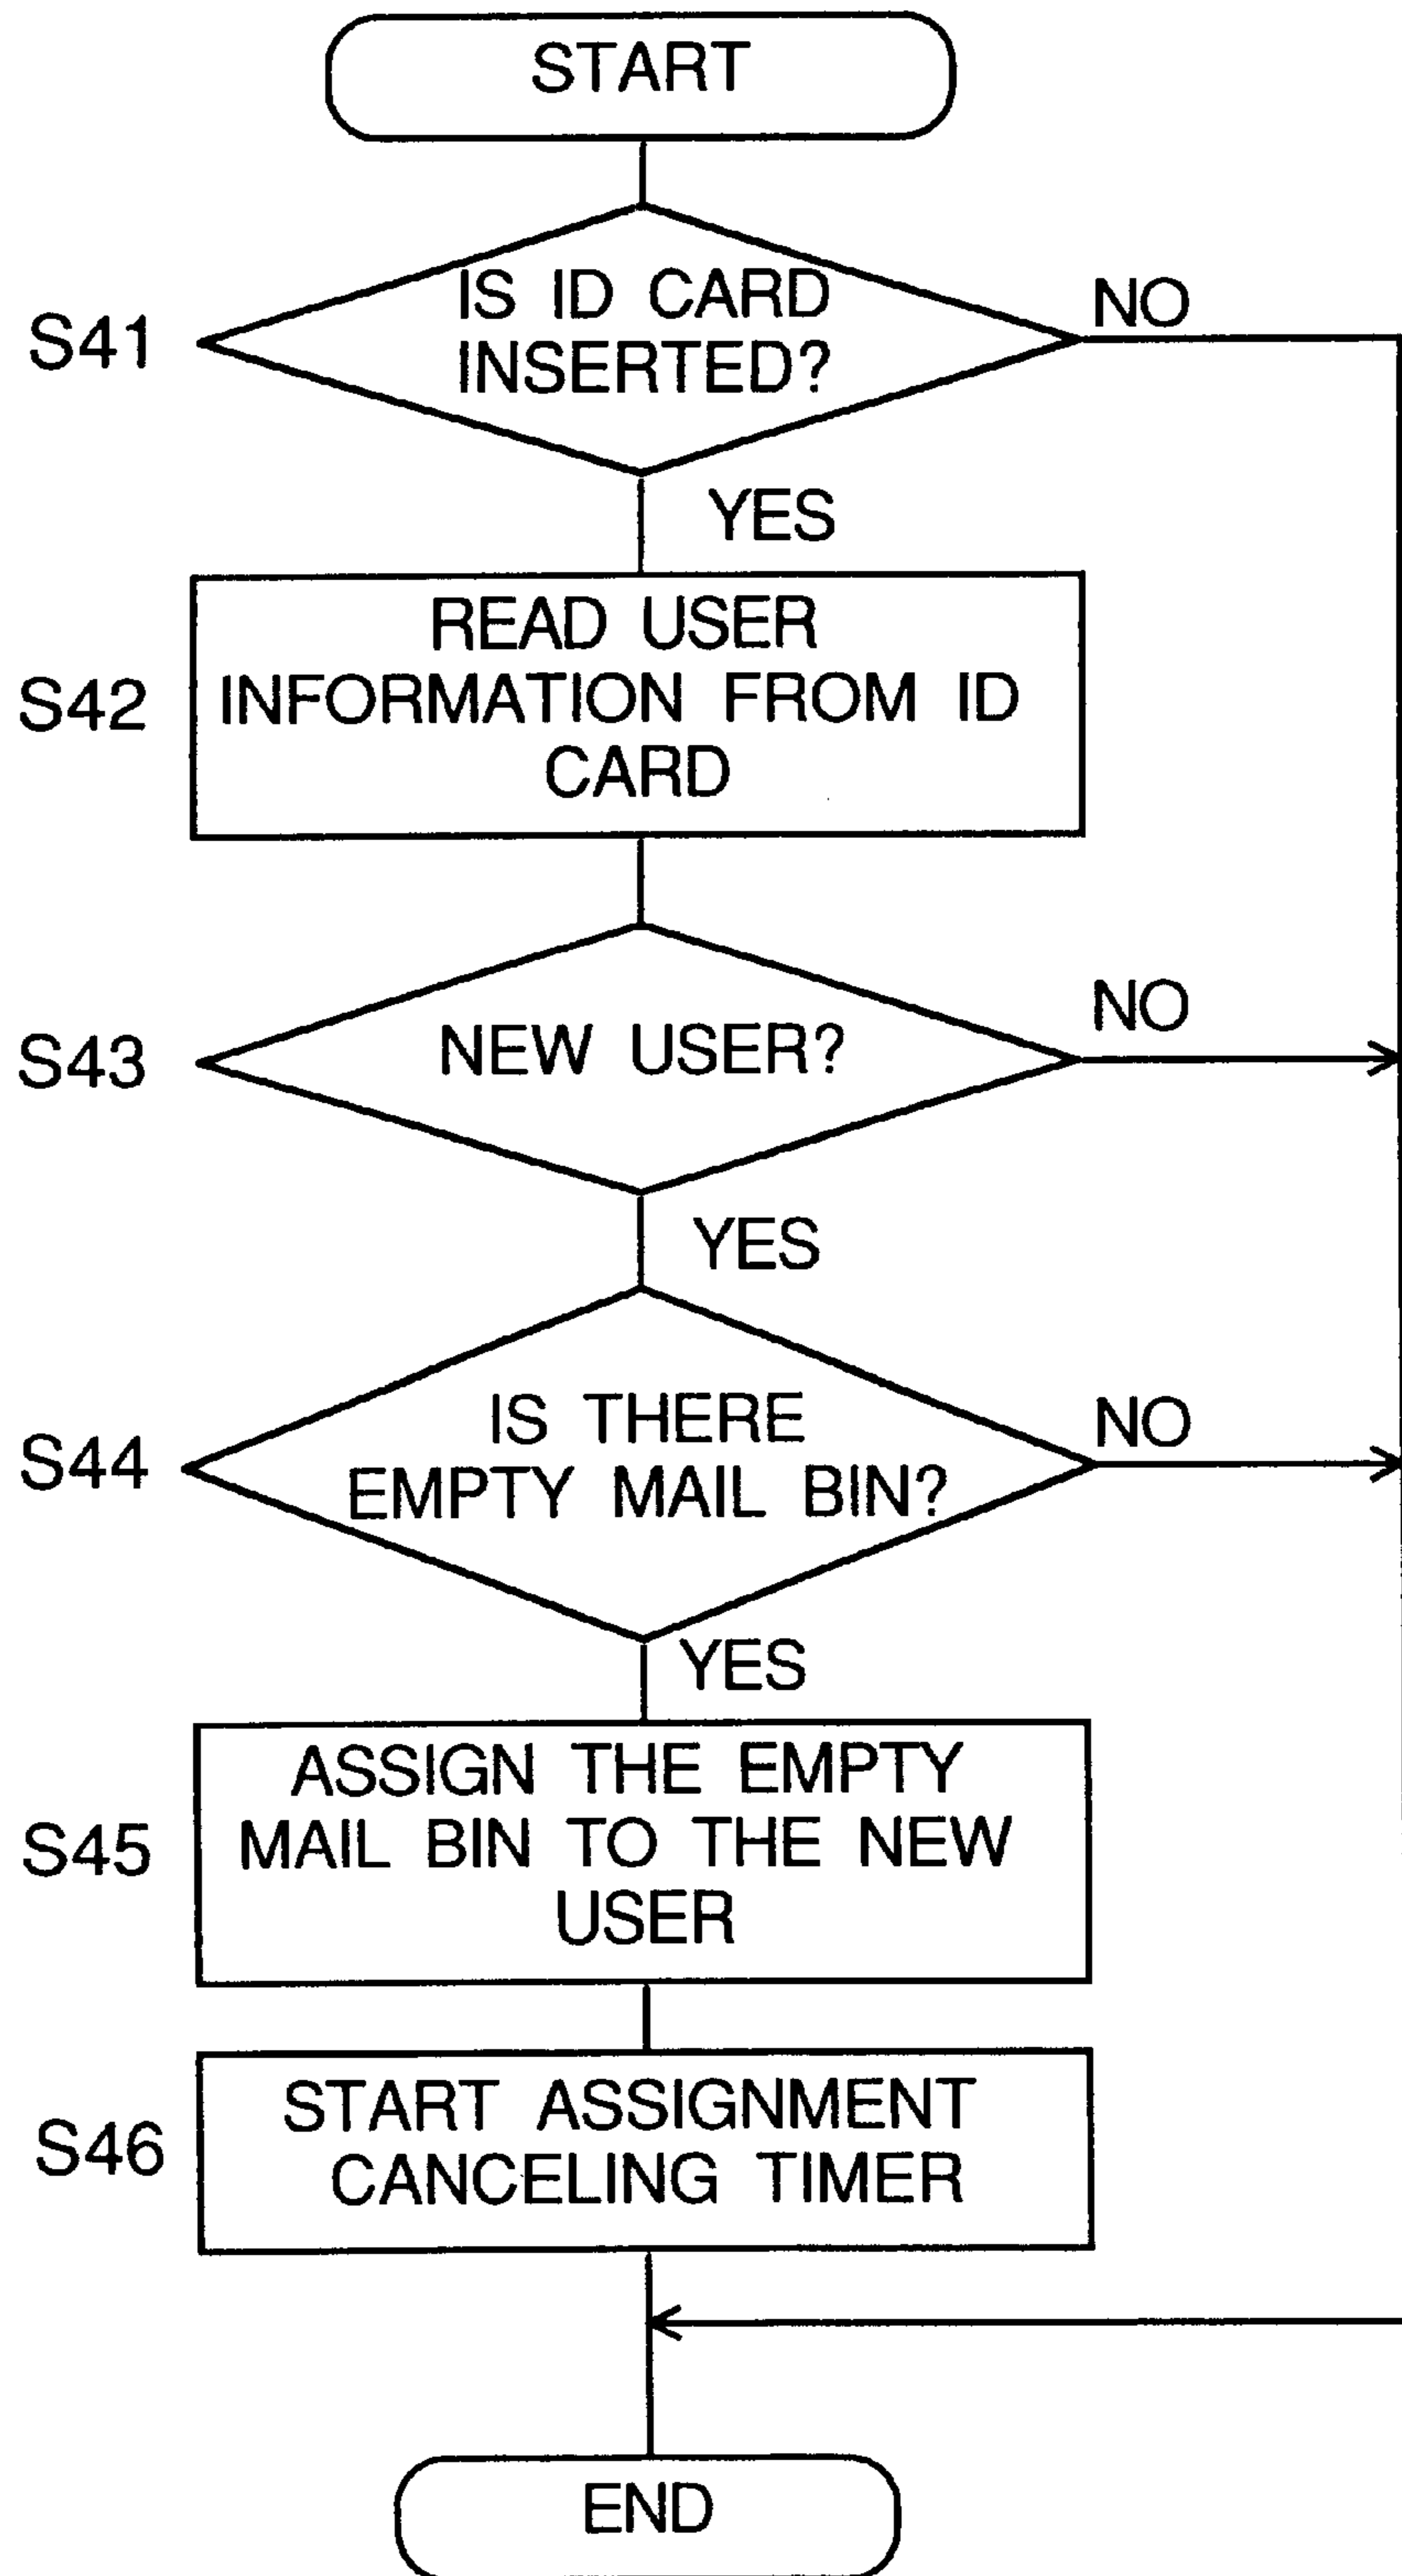 START
S41
IS ID CARD
INSERTED?
NO
YES
S42
READ USER
INFORMATION FROM ID
CARD
S43
NEW USER?
NO
YES
S44
IS THERE
EMPTY MAIL BIN?
NO
YES
S45
ASSIGN THE EMPTY
MAIL BIN TO THE NEW
USER
S46
START ASSIGNMENT
CANCELING TIMER
END